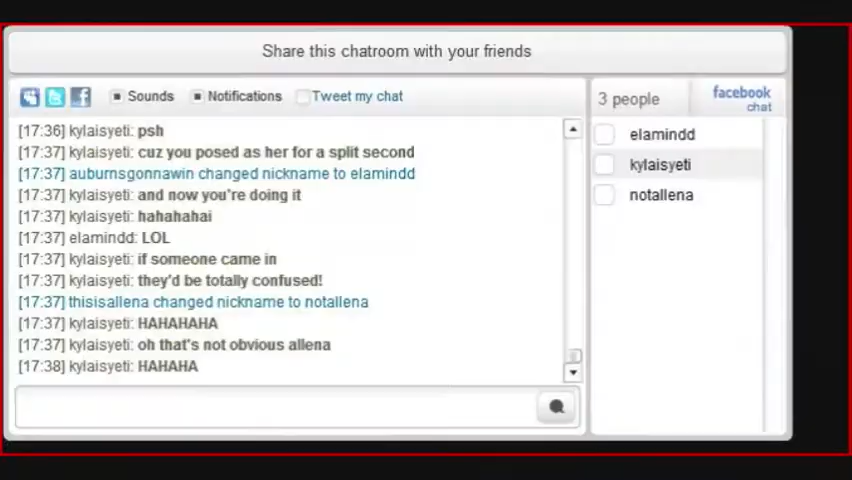 Share this chatroom with your friends
Sounds Notifications Tweet my chat
3 people
facebook
chat
[17:36] kylaisyeti: psh
[17:37] kylaisyeti: cuz you posed as her for a split second
[17:37] auburnsgonnawin changed nickname to elamindd
[17:37] kylaisyeti: and now you're doing it
[17:37] kylaisyeti: hahahahai
[17:37] elamindd: LOL
[17:37] kylaisyeti: if someone came in
[17:37] kylaisyeti: they'd be totally confused!
[17:37] thisisallena changed nickname to notallena
[17:37] kylaisyeti: HAHAHAHA
[17:37] kylaisyeti: oh that's not obvious allena
[17:38] kylaisyeti: HAHAHA
elamindd
kylaisyeti
notallena